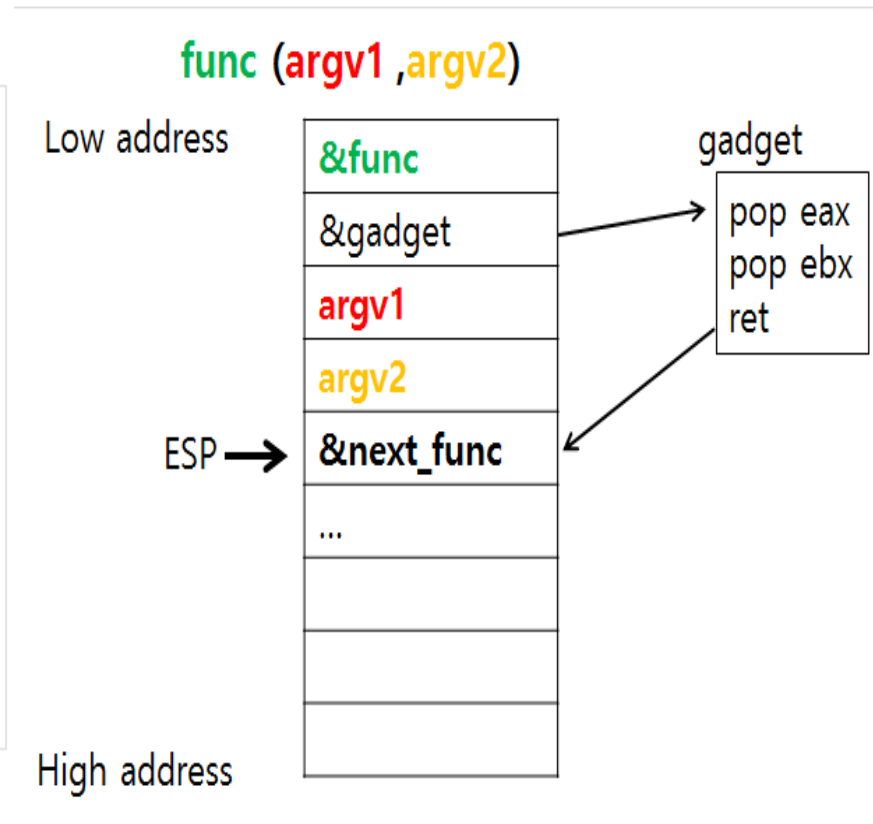 func (argv1 ,argv2)
Low address
&func
gadget
&gadget
pop eax
pop ebx
ret
argv1
argv2
ESP
&next_func
...
High address